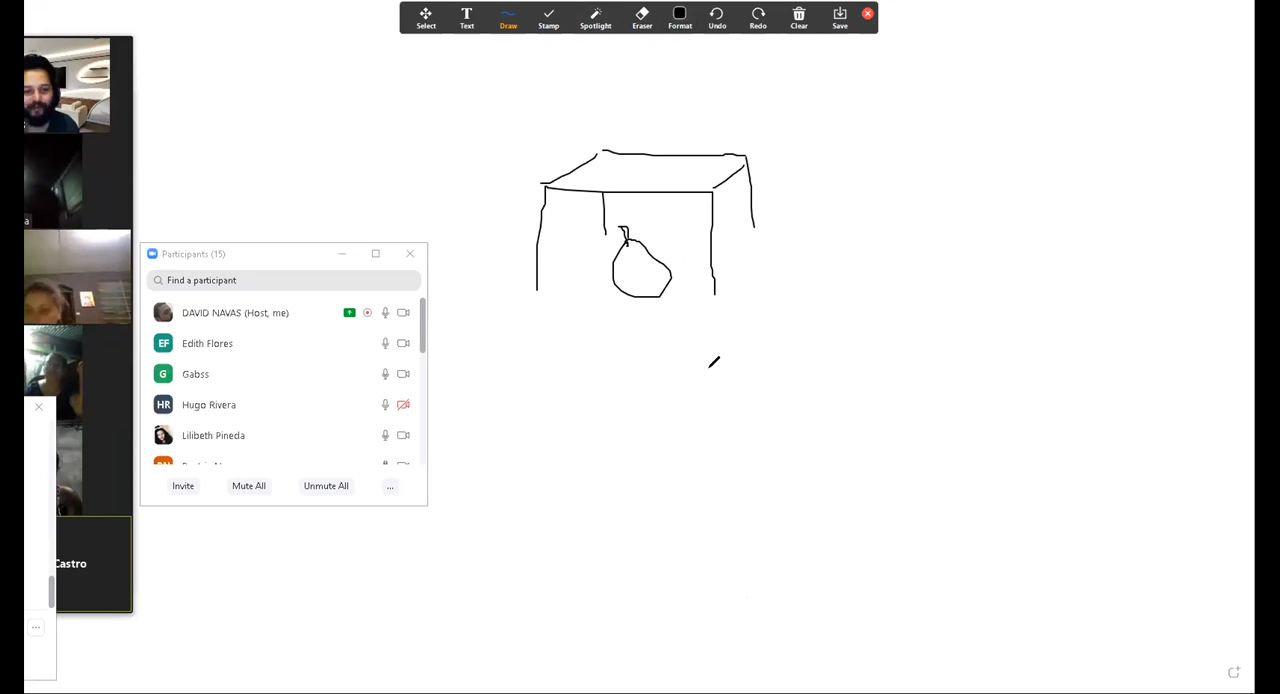 Select
Text
Draw
Stamp
Spotlight
Eraser
Format
Undo
Redo
Clear
Save
a
Participants (15)
Find a participant
DAVID NAVAS (Host, me)
EF Edith Flores
G Gabss
HR Hugo Rivera
Lilibeth Pineda
Invite
Mute All
Unmute All
...
Castro
...